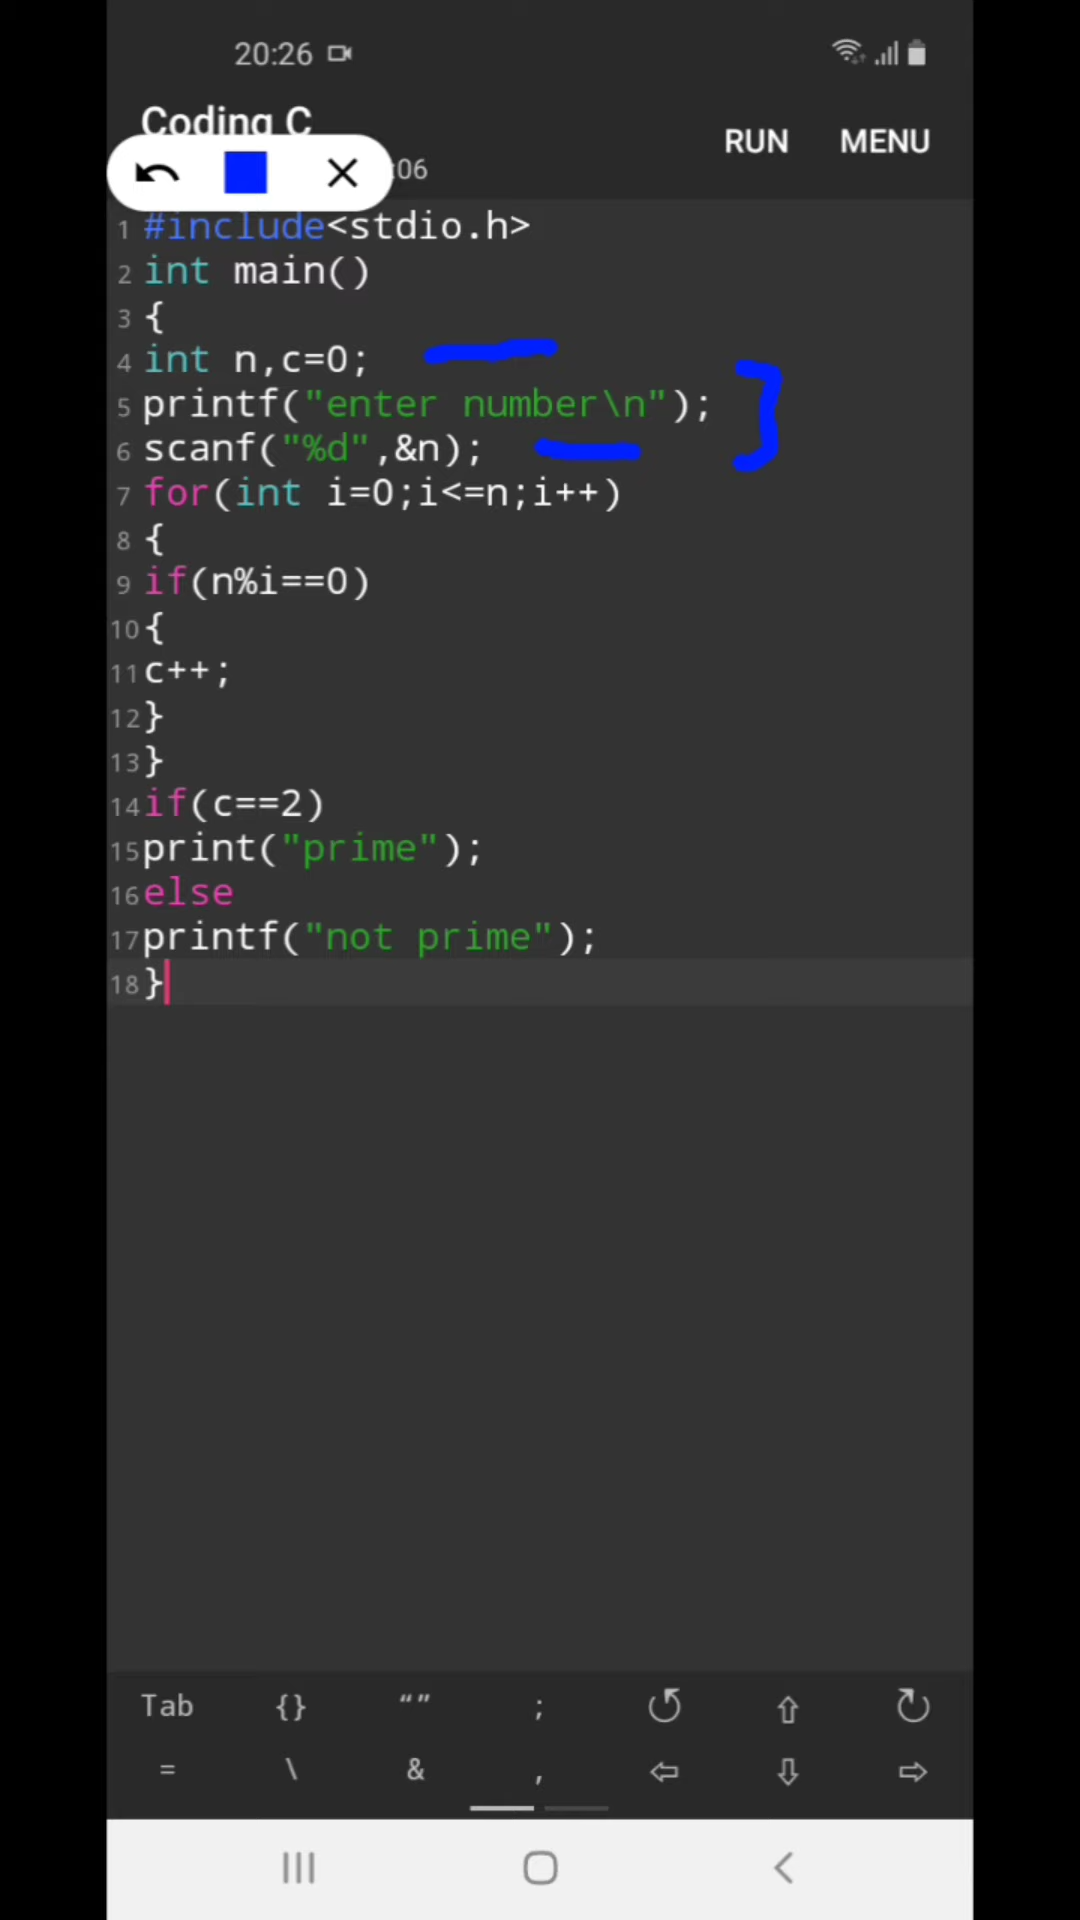 20:26
Coding C
:06
RUN MENU
1 #include<stdio.h>
2 int main()
3 {
4 int n,c=0;
5 printf("enter number\n");
6 scanf("%d",&n);
7 for(int i=0;i<=n;i++)
8 {
9 if(n%i==0)
10 {
11 c++;
12 }
13 }
14 if(c==2)
15 print("prime");
16 else
17 printf("not prime");
18 }
Tab {} “” ;
= \ & ,